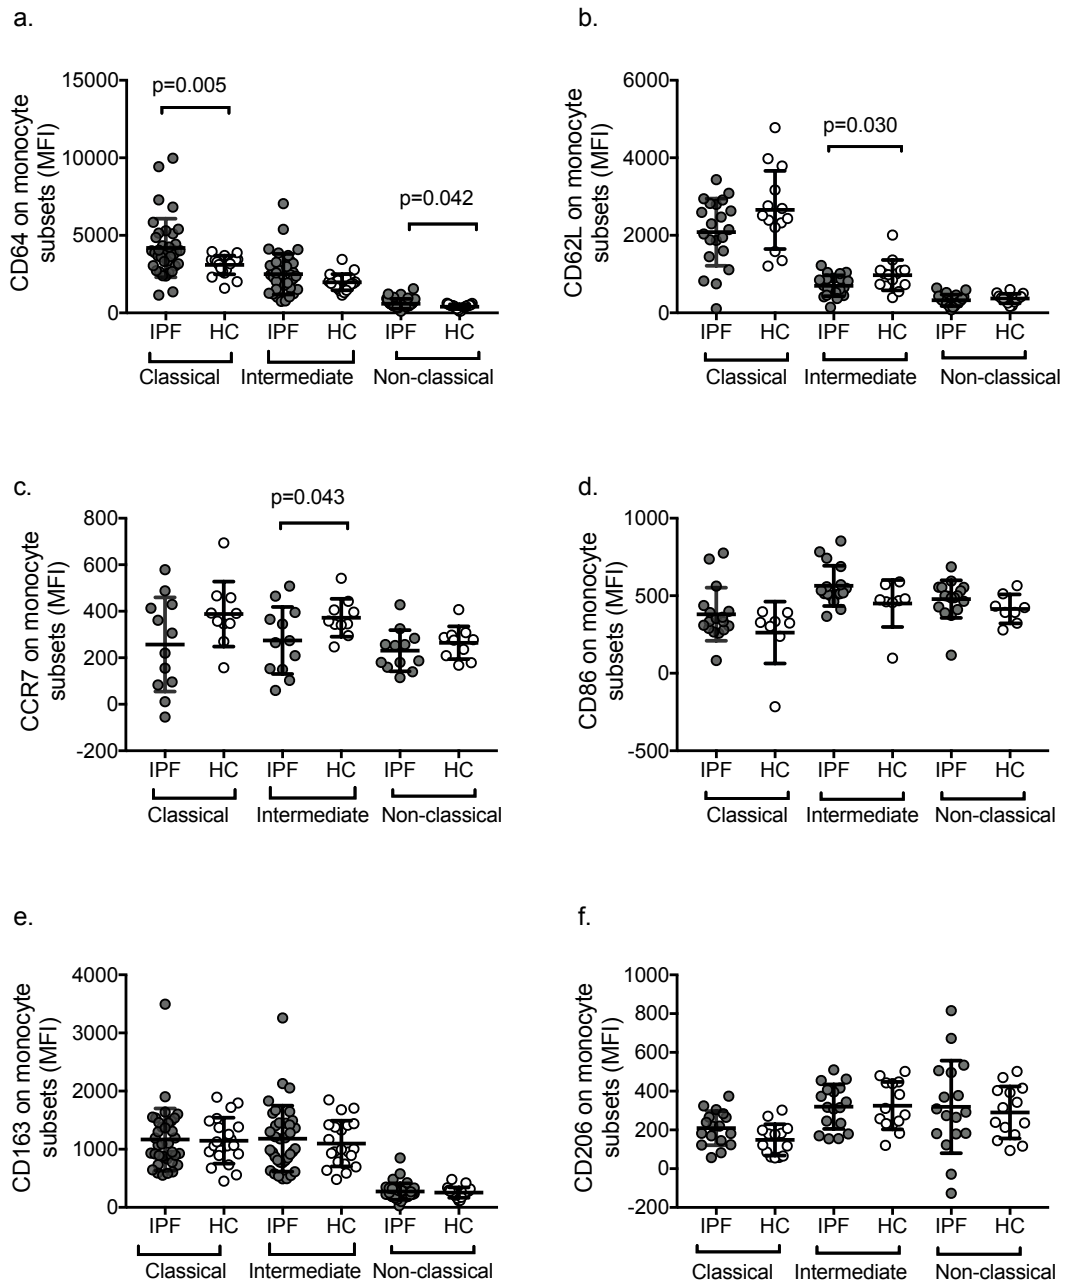 a.
CD64 on monocyte
subsets (MFI)
15000
10000
5000
0
p=0.005
p=0.042
IPF HC IPF HC IPF HC
Classical Intermediate Non-classical
b.
CD62L on monocyte
subsets (MFI)
6000
4000
2000
0
p=0.030
IPF HC IPF HC IPF HC
Classical Intermediate Non-classical
c.
CCR7 on monocyte
subsets (MFI)
800
600
400
200
0
-200
p=0.043
IPF HC IPF HC IPF HC
Classical Intermediate Non-classical
d.
CD86 on monocyte
subsets (MFI)
1000
500
0
-500
IPF HC IPF HC IPF HC
Classical Intermediate Non-classical
e.
CD163 on monocyte
subsets (MFI)
4000
3000
2000
1000
0
IPF HC IPF HC IPF HC
Classical Intermediate Non-classical
f.
CD206 on monocyte
subsets (MFI)
1000
800
600
400
200
0
-200
IPF HC IPF HC IPF HC
Classical Intermediate Non-classical